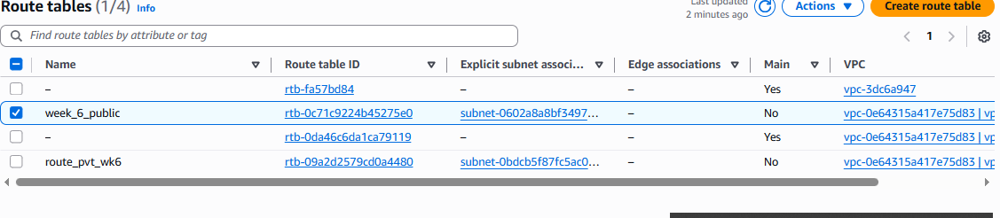 Route tables (1/4) Info
Last updated
2 minutes ago
Actions
Create route table
Find route tables by attribute or tag
1
Name Route table ID Explicit subnet associ... Edge associations Main VPC
– rtb-fa57bd84 – – Yes vpc-3dc6a947
week_6_public rtb-0c71c9224b45275e0 subnet-0602a8a8bf3497... – No vpc-0e64315a417e75d83 | vp
– rtb-0da46c6da1ca79119 – – Yes vpc-0e64315a417e75d83 | vp
route_pvt_wk6 rtb-09a2d2579cd0a4480 subnet-0bdcb5f87fc5ac0... – No vpc-0e64315a417e75d83 | vp